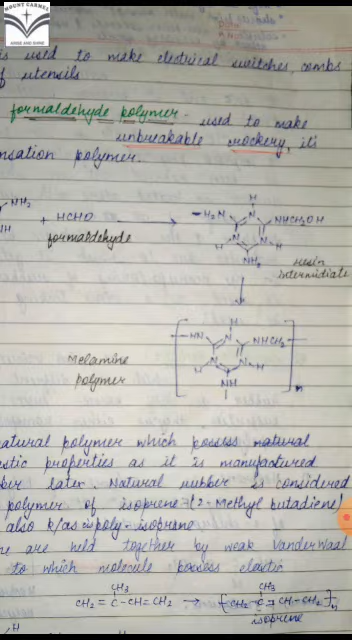 MOUNT CARMEL
is used to make electrical switches, combs
of utensils
formaldehyde polymer - used to make
unbreakable crockery, it's
nsation polymer.
NH2
+ HCHO →
formaldehyde
NHCH2OH
NH2
resin
Intermidiate
HN
NHCH2
NH
n
Melamine
polymer
natural polymer which possess natural
stic properties as it is manufactured
ber later. Natural rubber is considered
polymer of isoprene (2-Methyl butadiene)
also k/as is poly-isoprene
are held together by weak Vanderwaal
to which molecule possess elastic
CH3 CH3
CH2 = C - CH = CH2 → [CH2 - C = CH - CH2]n
isoprene
H